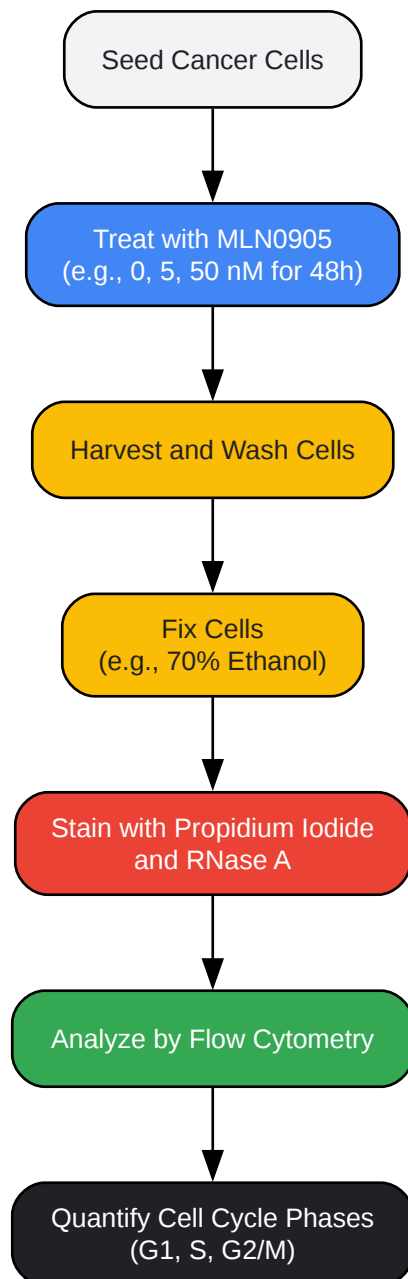 Seed Cancer Cells
Treat with MLN0905
(e.g., 0, 5, 50 nM for 48h)
Harvest and Wash Cells
Fix Cells
(e.g., 70% Ethanol)
Stain with Propidium Iodide
and RNase A
Analyze by Flow Cytometry
Quantify Cell Cycle Phases
(G1, S, G2/M)